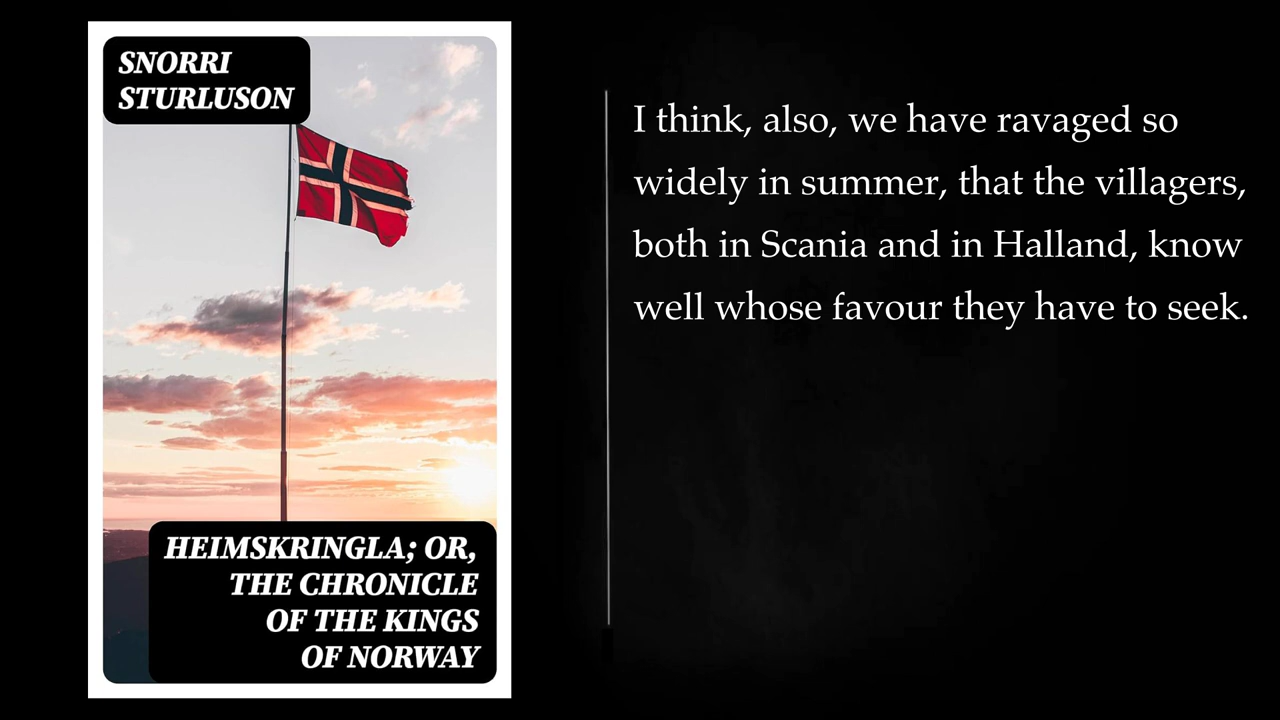 SNORRI
STURLUSON
HEIMSKRINGLA; OR,
THE CHRONICLE
OF THE KINGS
OF NORWAY
I think, also, we have ravaged so
widely in summer, that the villagers,
both in Scania and in Halland, know
well whose favour they have to seek.